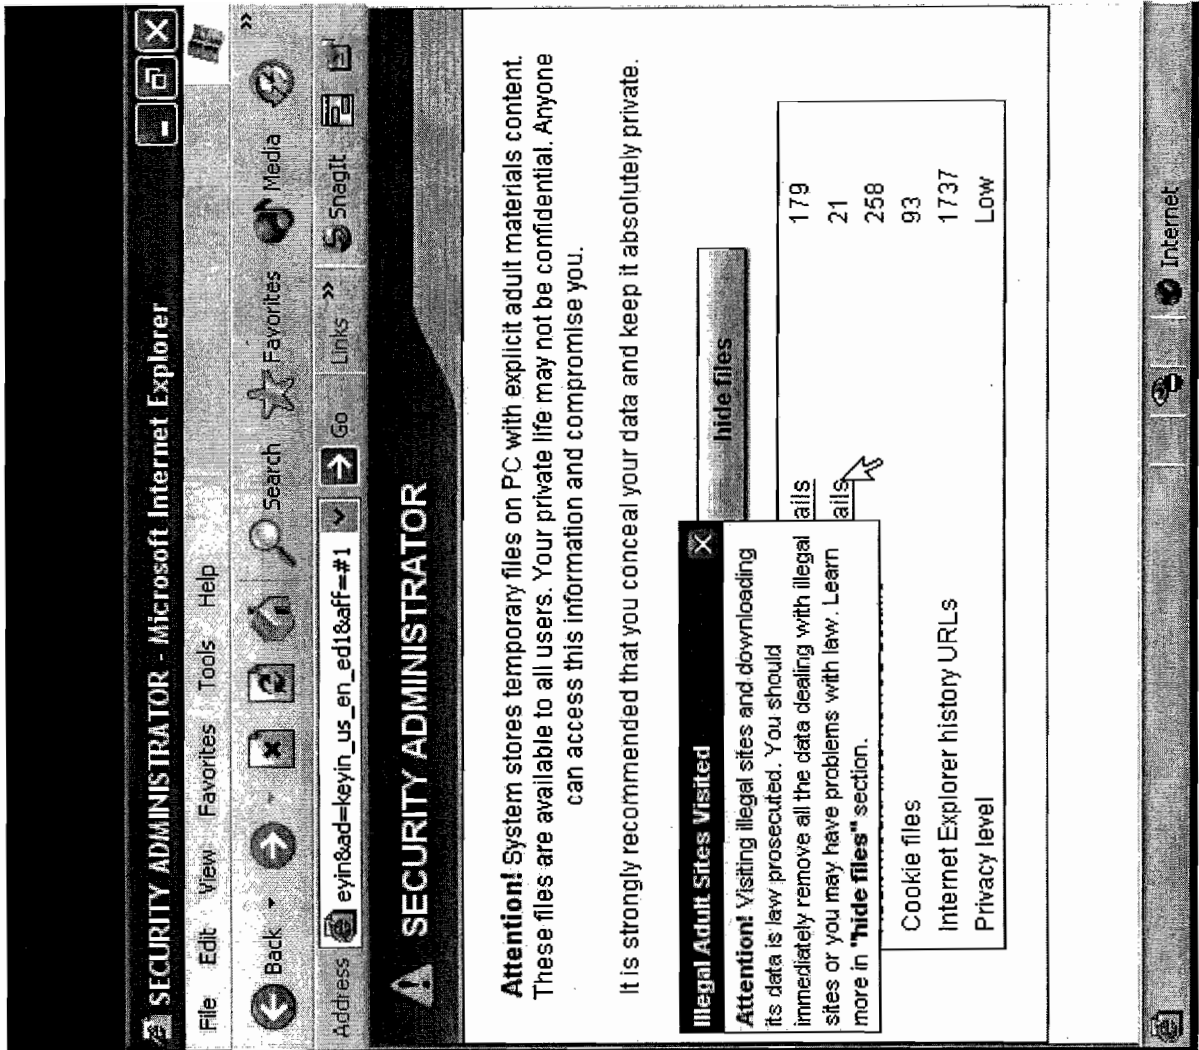 SECURITY ADMINISTRATOR - Microsoft Internet Explorer
File Edit View Favorites Tools Help
Back Search Favorites Media »
Address eyin&ad=keyin_us_en_ed1&aff=#1 Go Links » SnagIt
SECURITY ADMINISTRATOR
Attention! System stores temporary files on PC with explicit adult materials content.
These files are available to all users. Your private life may not be confidential. Anyone
can access this information and compromise you.
It is strongly recommended that you conceal your data and keep it absolutely private.
hide files
Illegal Adult Sites Visited
Attention! Visiting illegal sites and downloading
its data is law prosecuted. You should
immediately remove all the data dealing with illegal
sites or you may have problems with law. Learn
more in "hide files" section.
ails 179
ails 21
258
Cookie files 93
Internet Explorer history URLs 1737
Privacy level Low
Internet